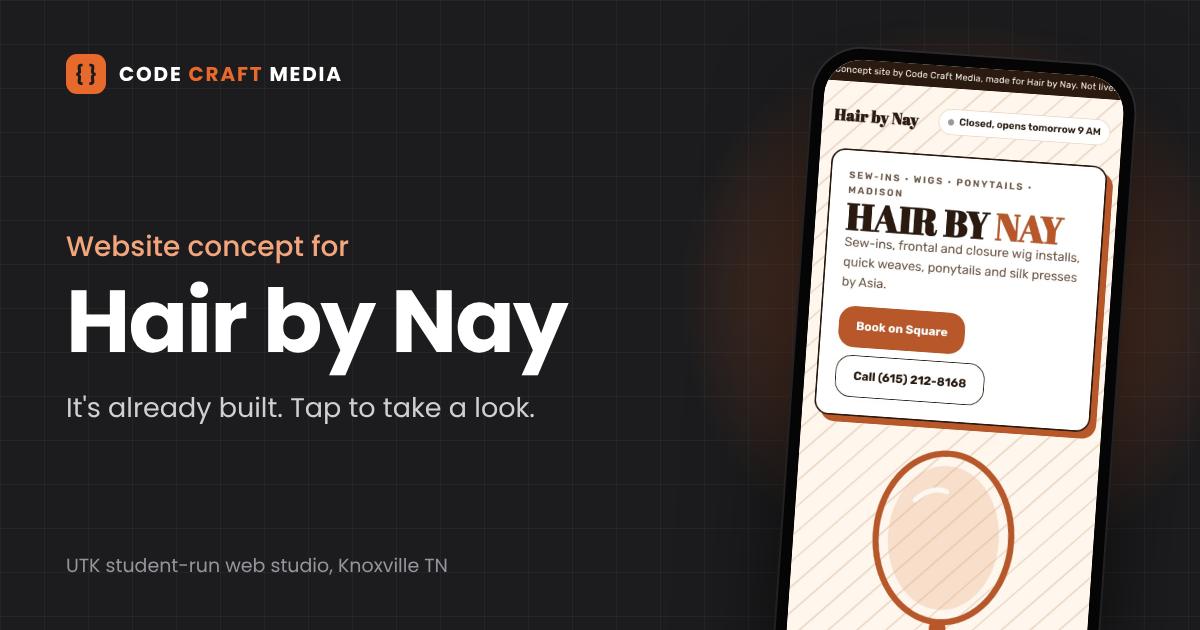 { }
CODE CRAFT MEDIA
Website concept for
Hair by Nay
It's already built. Tap to take a look.
UTK student-run web studio, Knoxville TN
Concept site by Code Craft Media, made for Hair by Nay. Not live.
Hair by Nay
Closed, opens tomorrow 9 AM
SEW-INS • WIGS • PONYTAILS •
MADISON
HAIR BY NAY
Sew-ins, frontal and closure wig installs,
quick weaves, ponytails and silk presses
by Asia.
Book on Square
Call (615) 212-8168